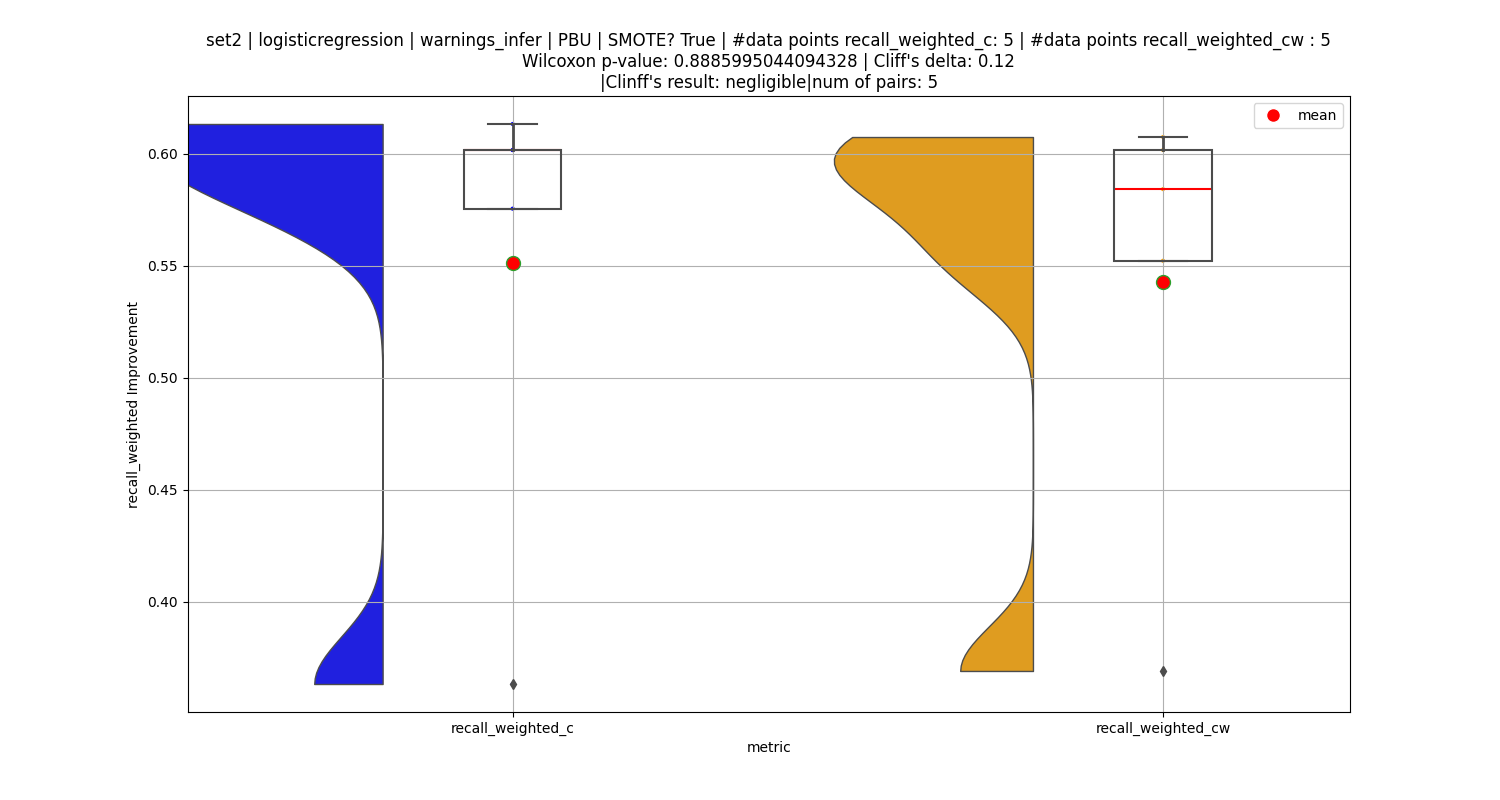 set2 | logisticregression | warnings_infer | PBU | SMOTE? True | #data points recall_weighted_c: 5 | #data points recall_weighted_cw : 5
Wilcoxon p-value: 0.8885995044094328 | Cliff's delta: 0.12
|Clinff's result: negligible|num of pairs: 5
mean
0.60
0.55
0.50
0.45
0.40
recall_weighted Improvement
recall_weighted_c
recall_weighted_cw
metric